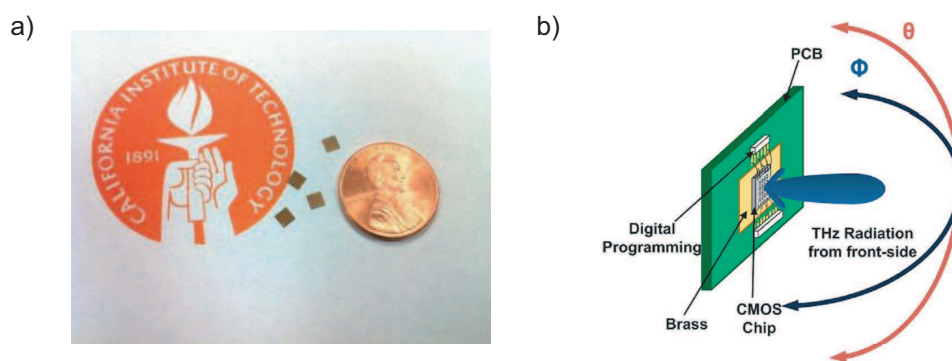 a)
CALIFORNIA INSTITUTE OF TECHNOLOGY
1891
b)
θ
PCB
Φ
Digital
Programming
THz Radiation
from front-side
Brass
CMOS
Chip